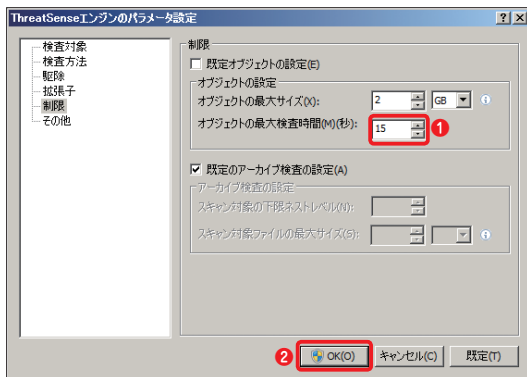 ThreatSenseエンジンのパラメータ設定
検査対象
検査方法
駆除
拡張子
制限
その他
制限
既定オブジェクトの設定(E)
オブジェクトの設定
オブジェクトの最大サイズ(X):
2
GB
オブジェクトの最大検査時間(M)(秒):
15
1
既定のアーカイブ検査の設定(A)
アーカイブ検査の設定
スキャン対象の下限ネストレベル(N):
スキャン対象ファイルの最大サイズ(S):
2
OK(O)
キャンセル(C)
既定(T)